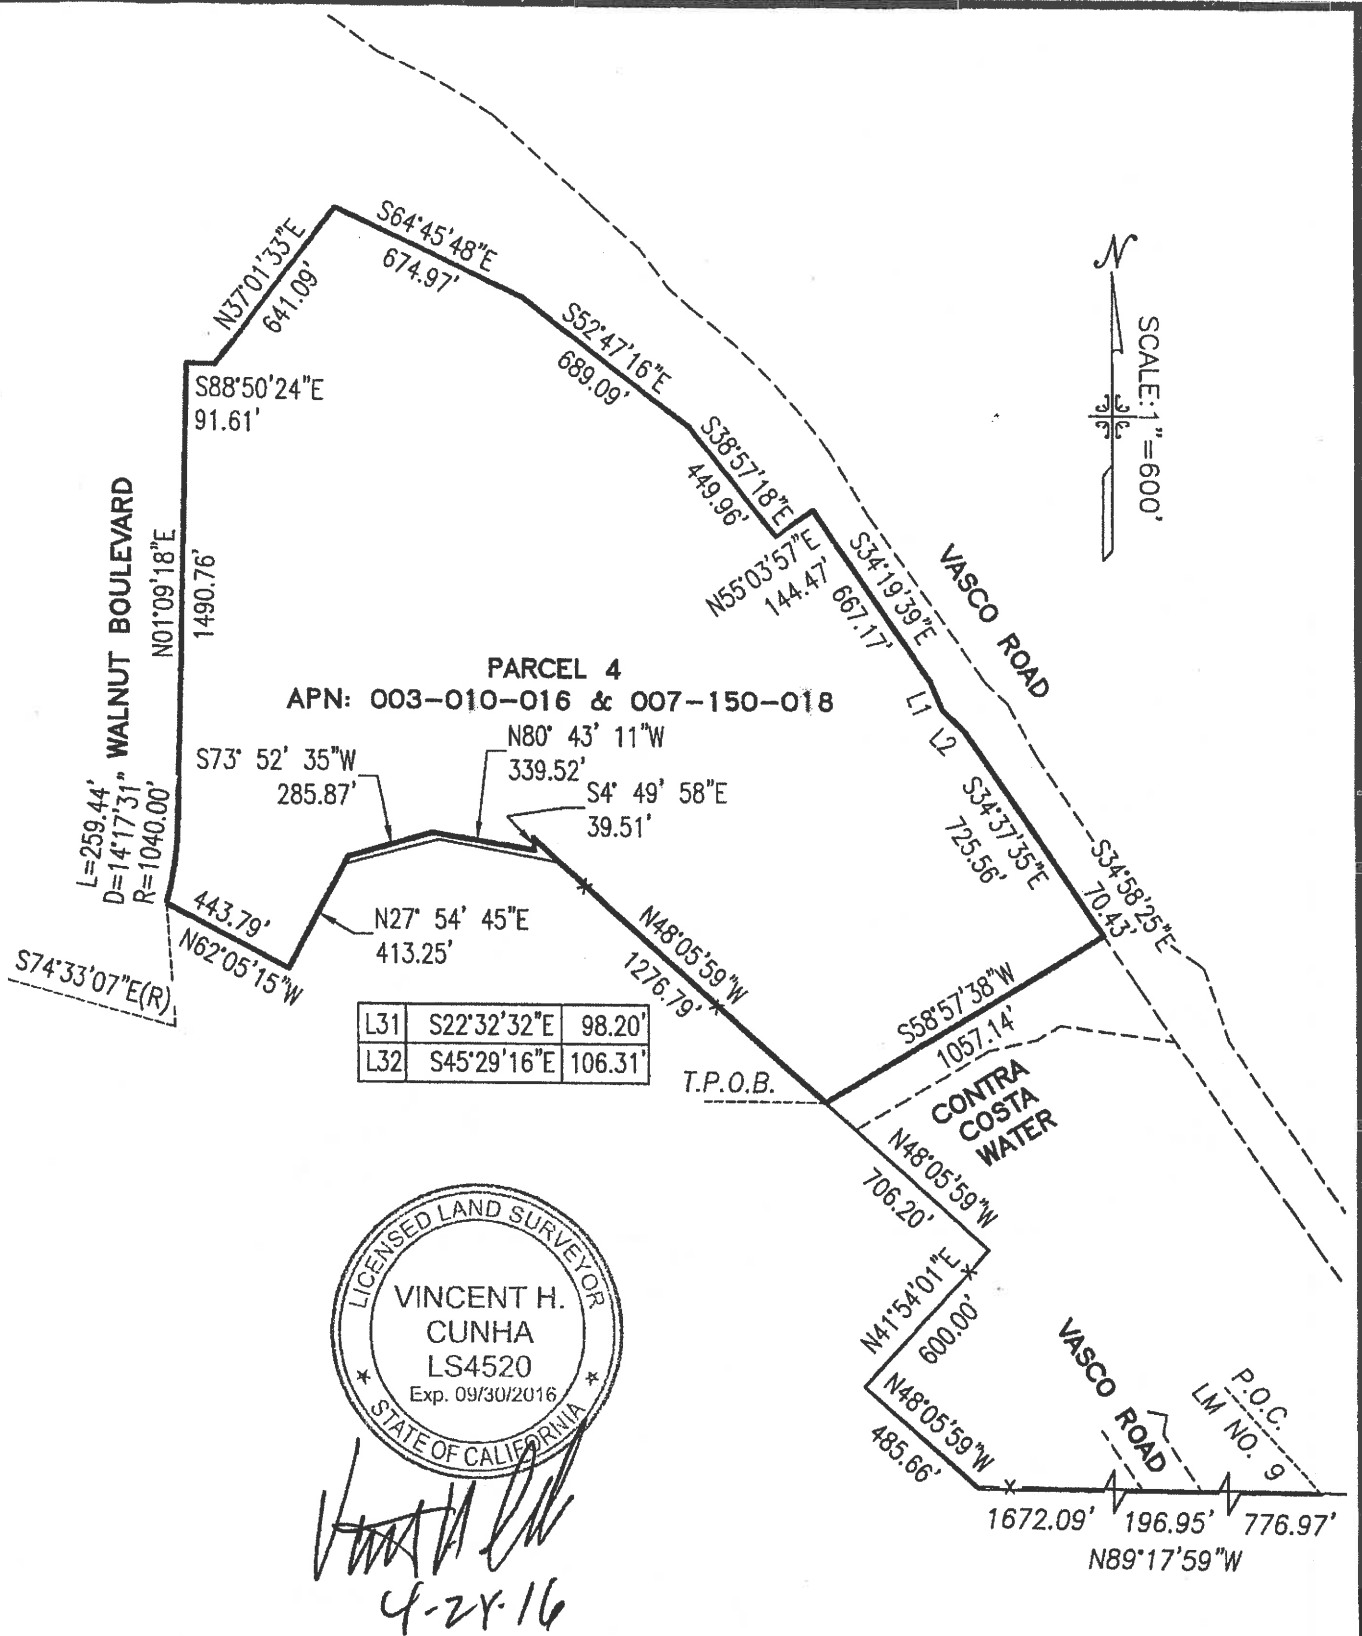 N
SCALE: 1"=600'
S64°45'48"E
674.97'
N37°01'33"E
641.09'
S52°47'16"E
689.09'
S88°50'24"E
91.61'
S38°57'18"E
449.96'
N55°03'57"E
144.47'
S34°19'39"E
667.17'
VASCO ROAD
WALNUT BOULEVARD
N01°09'18"E
1490.76'
PARCEL 4
APN: 003-010-016 & 007-150-018
L1
L2
S73° 52' 35"W
285.87'
N80° 43' 11"W
339.52'
S4° 49' 58"E
39.51'
S34°37'35"E
725.56'
S34°58'25"E
70.43'
L=259.44'
D=14°17'31"
R=1040.00'
443.79'
N62°05'15"W
N27° 54' 45"E
413.25'
S74°33'07"E(R)
N48°05'59"W
1276.79'
S58°57'38"W
1057.14'
L31 S22°32'32"E 98.20'
L32 S45°29'16"E 106.31'
T.P.O.B.
CONTRA
COSTA
WATER
N48°05'59"W
706.20'
N41°54'01"E
600.00'
LICENSED LAND SURVEYOR
VINCENT H.
CUNHA
LS4520
Exp. 09/30/2016
STATE OF CALIFORNIA
N48°05'59"W
485.66'
VASCO ROAD
P.O.C.
LM NO. 9
1672.09' 196.95' 776.97'
N89°17'59"W